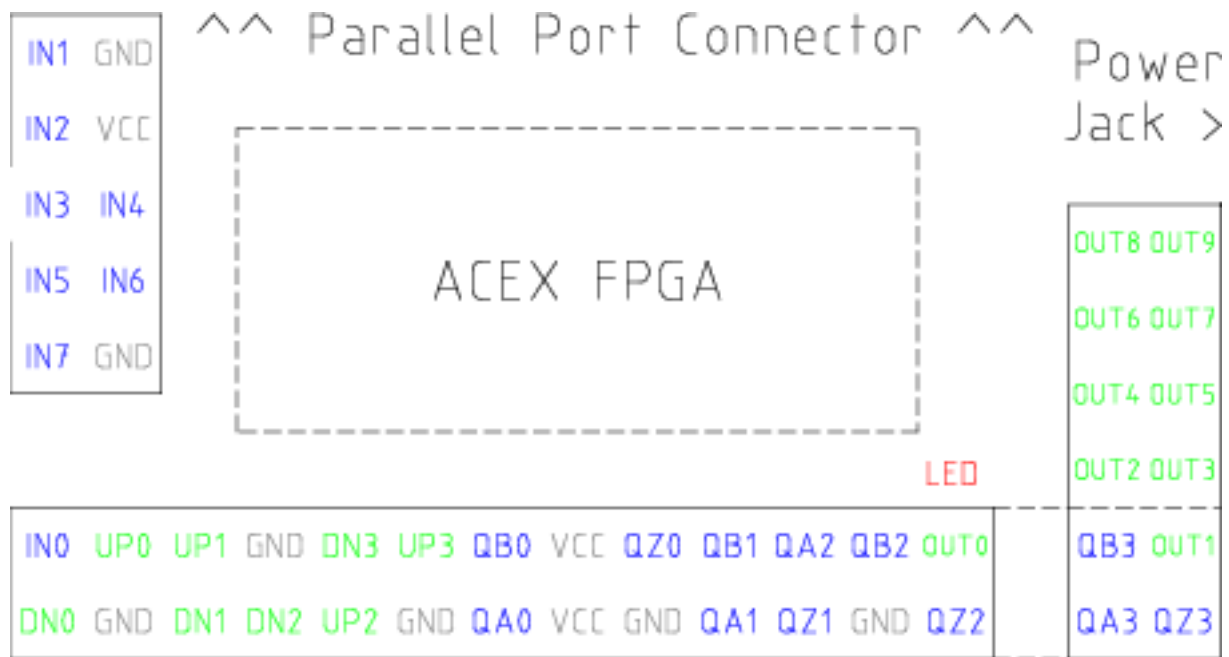 ^^ Parallel Port Connector ^^
Power
Jack >
IN1 GND
IN2 VCC
IN3 IN4
IN5 IN6
IN7 GND
ACEX FPGA
OUT8 OUT9
OUT6 OUT7
OUT4 OUT5
OUT2 OUT3
LED
IN0 UP0 UP1 GND DN3 UP3 QB0 VCC QZ0 QB1 QA2 QB2 OUT0 QB3 OUT1
DN0 GND DN1 DN2 UP2 GND QA0 VCC GND QA1 QZ1 GND QZ2 QA3 QZ3